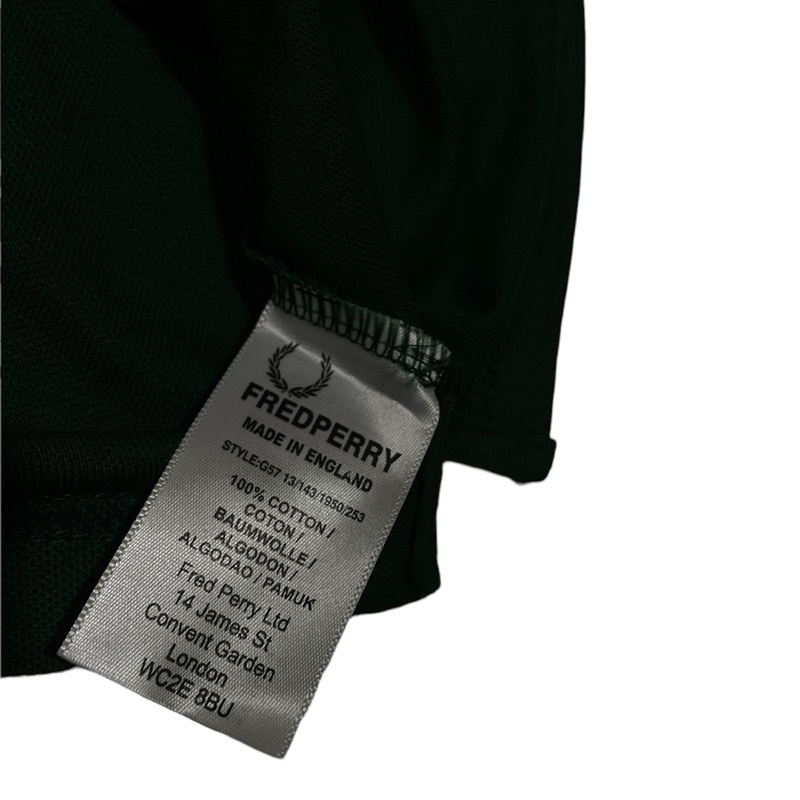 FREDPERRY
MADE IN ENGLAND
STYLE:G57 13/143/1950/253
100% COTTON /
COTON /
BAUMWOLLE /
ALGODON /
ALGODAO / PAMUK
Fred Perry Ltd
14 James St
Convent Garden
London
WC2E 8BU